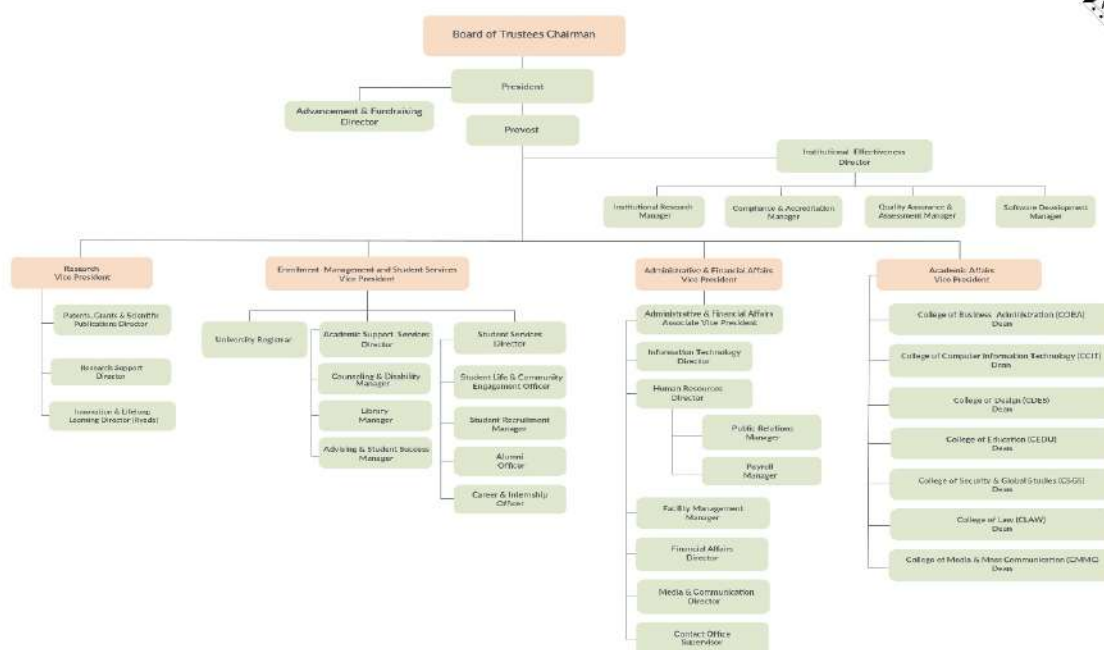 Board of Trustees Chairman
President
Advancement & Fundraising
Director
Provost
Institutional Effectiveness
Director
Institutional Research
Manager
Compliance & Accreditation
Manager
Quality Assurance &
Assessment Manager
Software Development
Manager
Research
Vice President
Enrollment Management and Student Services
Vice President
Administrative & Financial Affairs
Vice President
Academic Affairs
Vice President
Patents, Grants & Scientific
Publications Director
Research Support
Director
Innovation & Lifelong
Learning Director
University Registrar
Academic Support Services
Director
Counseling & Disability
Manager
Library
Manager
Advising & Student Success
Manager
Student Services
Director
Student Life & Community
Engagement Officer
Student Recruitment
Manager
Alumni
Officer
Career & Internship
Officer
Administrative & Financial Affairs
Associate Vice President
Information Technology
Director
Human Resources
Director
Public Relations
Manager
Payroll
Manager
Facility Management
Manager
Financial Affairs
Director
Media & Communication
Director
Contact Office
Supervisor
College of Business Administration (COBA)
Dean
College of Computer Information Technology (CCIT)
Dean
College of Design (CDES)
Dean
College of Education (CEDU)
Dean
College of Security & Global Studies (CSGS)
Dean
College of Law (CLAW)
Dean
College of Media & Mass Communication (CMMC)
Dean